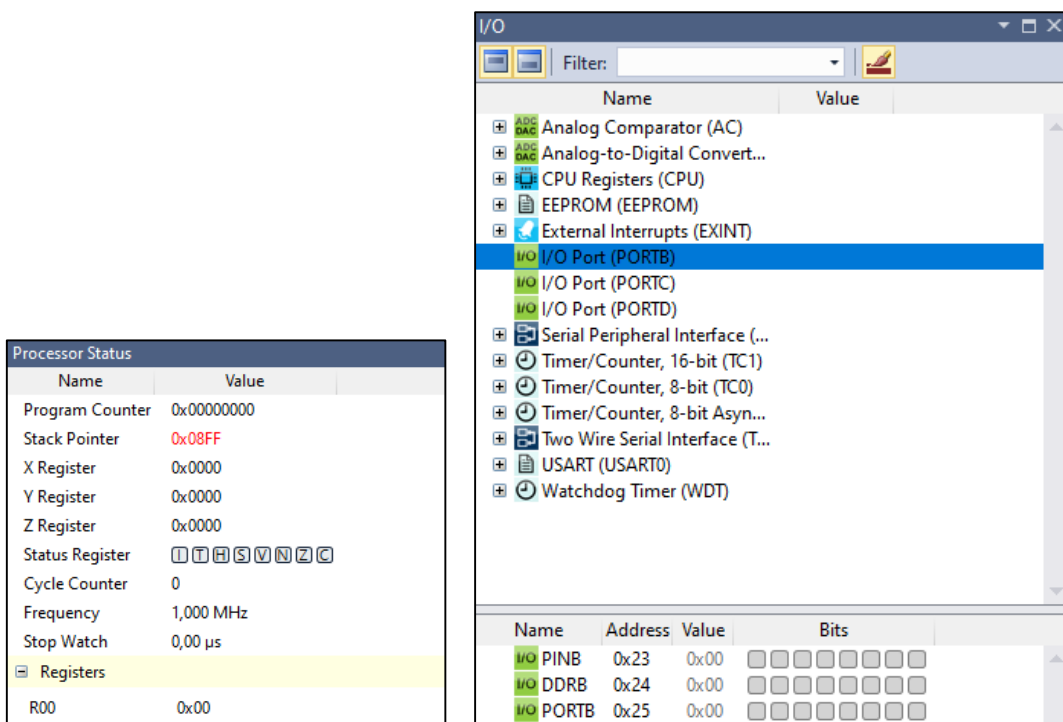 Processor Status
Name Value
Program Counter 0x00000000
Stack Pointer 0x08FF
X Register 0x0000
Y Register 0x0000
Z Register 0x0000
Status Register I T H S V N Z C
Cycle Counter 0
Frequency 1,000 MHz
Stop Watch 0,00 µs
Registers
R00 0x00
I/O
Filter:
Name Value
ADC DAC Analog Comparator (AC)
ADC DAC Analog-to-Digital Convert...
CPU Registers (CPU)
EEPROM (EEPROM)
External Interrupts (EXINT)
I/O I/O Port (PORTB)
I/O I/O Port (PORTC)
I/O I/O Port (PORTD)
Serial Peripheral Interface (...
Timer/Counter, 16-bit (TC1)
Timer/Counter, 8-bit (TC0)
Timer/Counter, 8-bit Asyn...
Two Wire Serial Interface (T...
USART (USART0)
Watchdog Timer (WDT)
Name Address Value Bits
I/O PINB 0x23 0x00
I/O DDRB 0x24 0x00
I/O PORTB 0x25 0x00